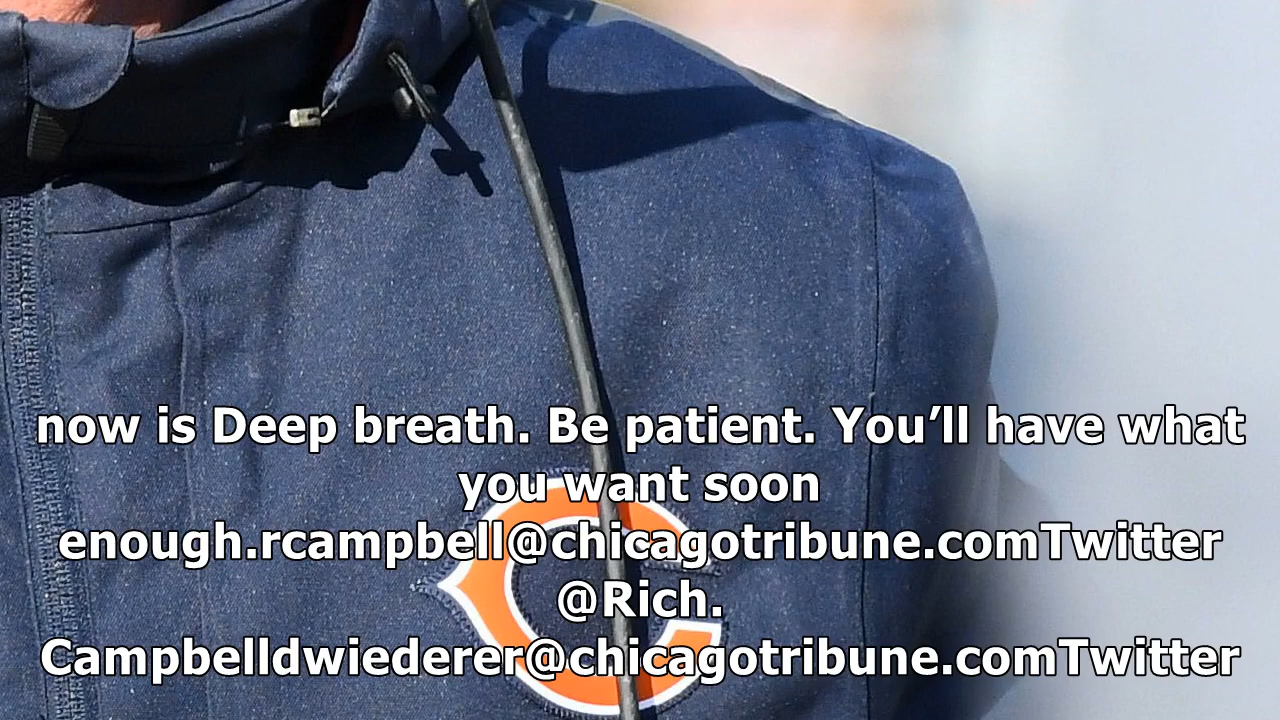 now is Deep breath. Be patient. You’ll have what
you want soon
enough.rcampbell@chicagotribune.comTwitter
@Rich.
Campbelldwiederer@chicagotribune.comTwitter
C